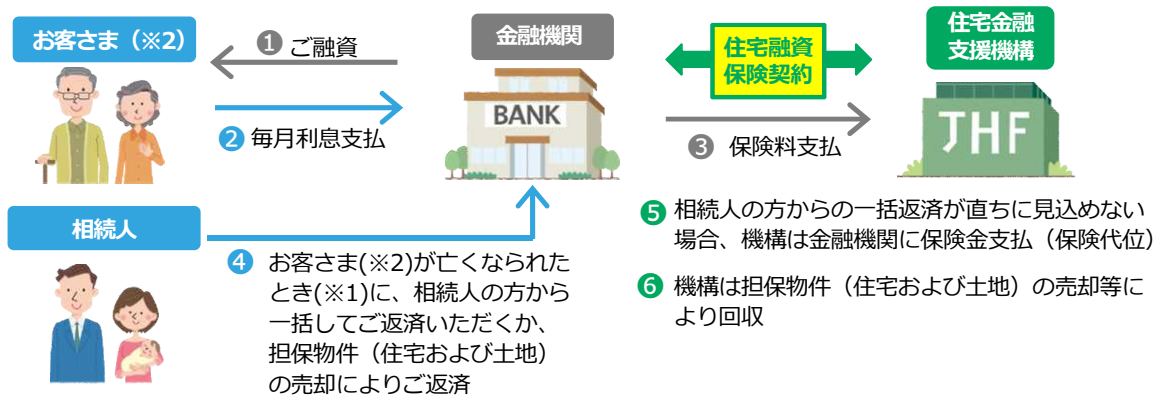 お客さま（※2）
❶ ご融資
❷ 毎月利息支払
金融機関
BANK
住宅融資
保険契約
❸ 保険料支払
住宅金融
支援機構
JHF
相続人
❹ お客さま(※2)が亡くなられた
とき(※1)に、相続人の方から
一括してご返済いただくか、
担保物件（住宅および土地）
の売却によりご返済
❺ 相続人の方からの一括返済が直ちに見込めない
場合、機構は金融機関に保険金支払（保険代位）
❻ 機構は担保物件（住宅および土地）の売却等に
より回収